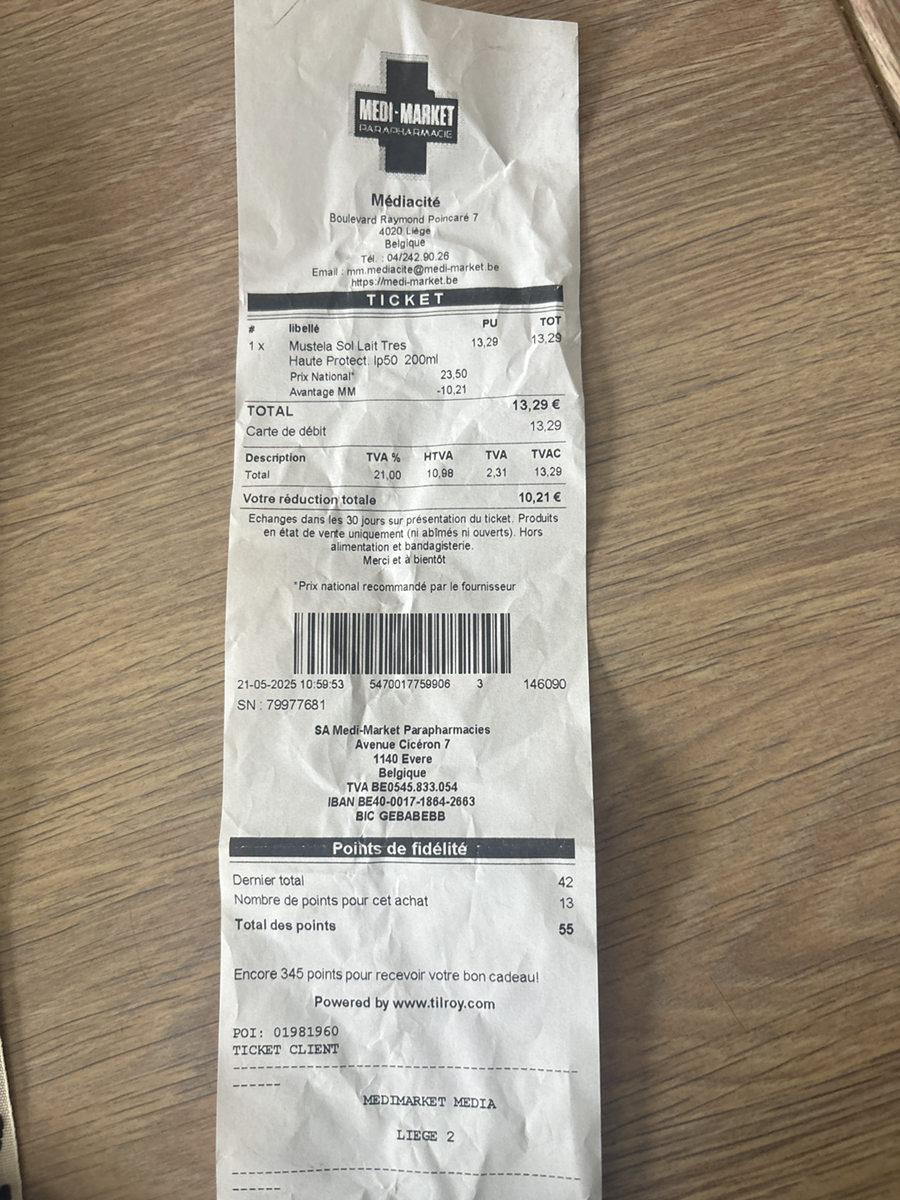 MEDI-MARKET
PARAPHARMACIE
Médiacité
Boulevard Raymond Poincaré 7
4020 Liège
Belgique
Tél. : 04/242.90.26
Email : mm.mediacite@medi-market.be
https://medi-market.be
TICKET
# libellé PU TOT
1 x Mustela Sol Lait Tres 13,29 13,29
Haute Protect. Ip50 200ml
Prix National* 23,50
Avantage MM -10,21
TOTAL 13,29 €
Carte de débit 13,29
Description TVA % HTVA TVA TVAC
Total 21,00 10,98 2,31 13,29
Votre réduction totale 10,21 €
Echanges dans les 30 jours sur présentation du ticket. Produits
en état de vente uniquement (ni abîmés ni ouverts). Hors
alimentation et bandagisterie.
Merci et à bientôt
*Prix national recommandé par le fournisseur
21-05-2025 10:59:53 5470017759906 3 146090
SN : 79977681
SA Medi-Market Parapharmacies
Avenue Cicéron 7
1140 Evere
Belgique
TVA BE0545.833.054
IBAN BE40-0017-1864-2663
BIC GEBABEBB
Points de fidélité
Dernier total 42
Nombre de points pour cet achat 13
Total des points 55
Encore 345 points pour recevoir votre bon cadeau!
Powered by www.tilroy.com
POI: 01981960
TICKET CLIENT
MEDIMARKET MEDIA
LIEGE 2